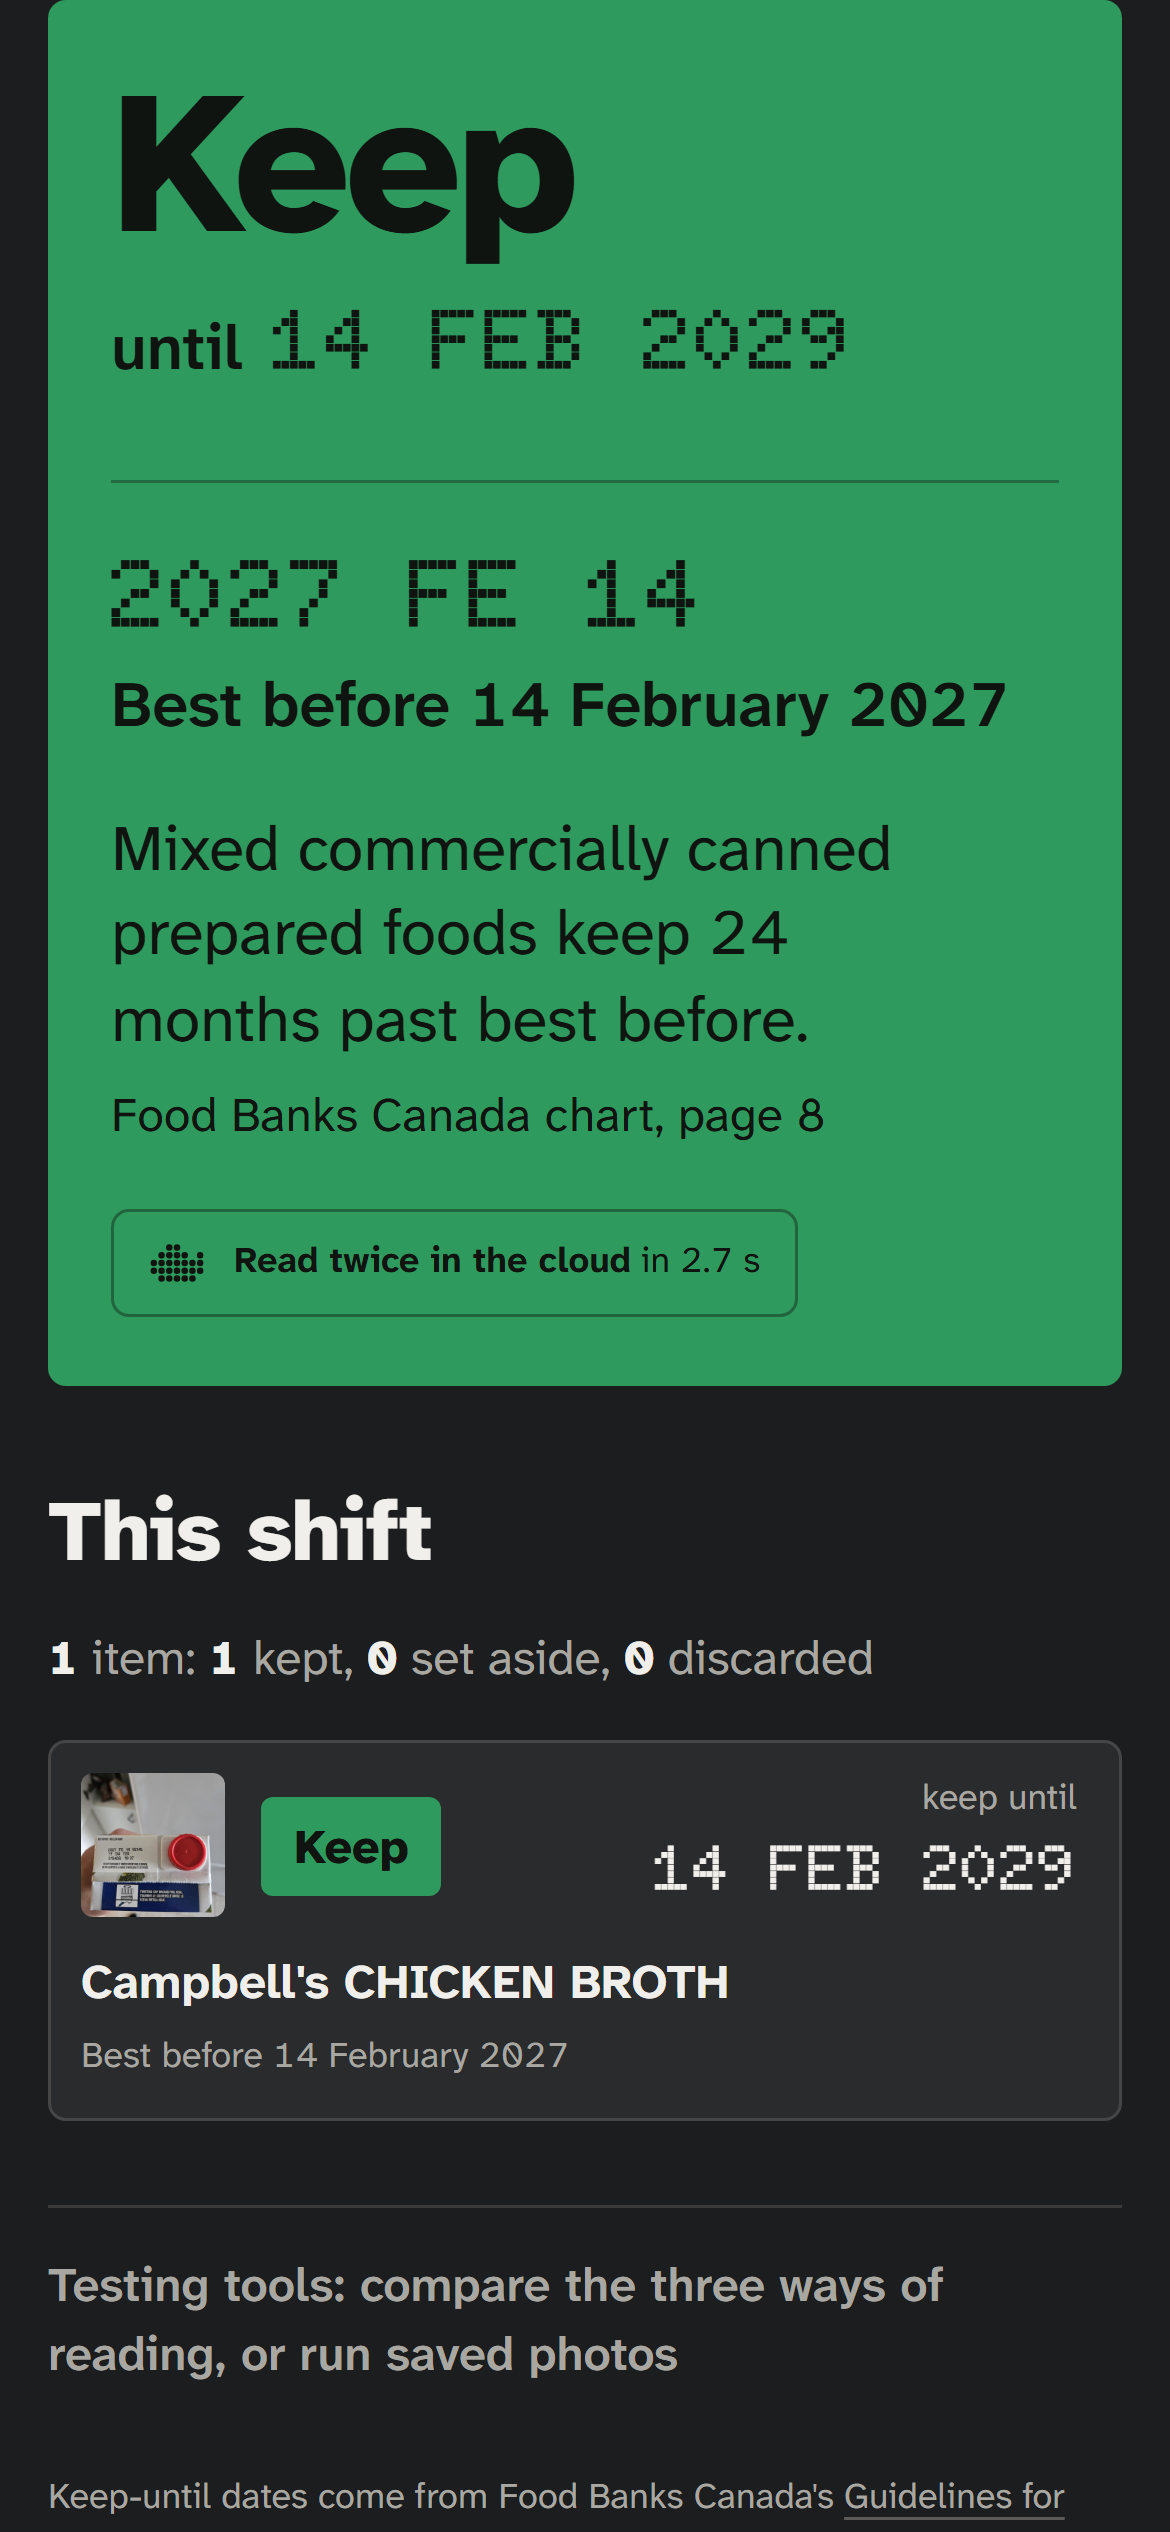 Keep
until 14 FEB 2029
2027 FE 14
Best before 14 February 2027
Mixed commercially canned
prepared foods keep 24
months past best before.
Food Banks Canada chart, page 8
Read twice in the cloud in 2.7 s
This shift
1 item: 1 kept, 0 set aside, 0 discarded
keep until
Keep
14 FEB 2029
Campbell's CHICKEN BROTH
Best before 14 February 2027
Testing tools: compare the three ways of
reading, or run saved photos
Keep-until dates come from Food Banks Canada's Guidelines for